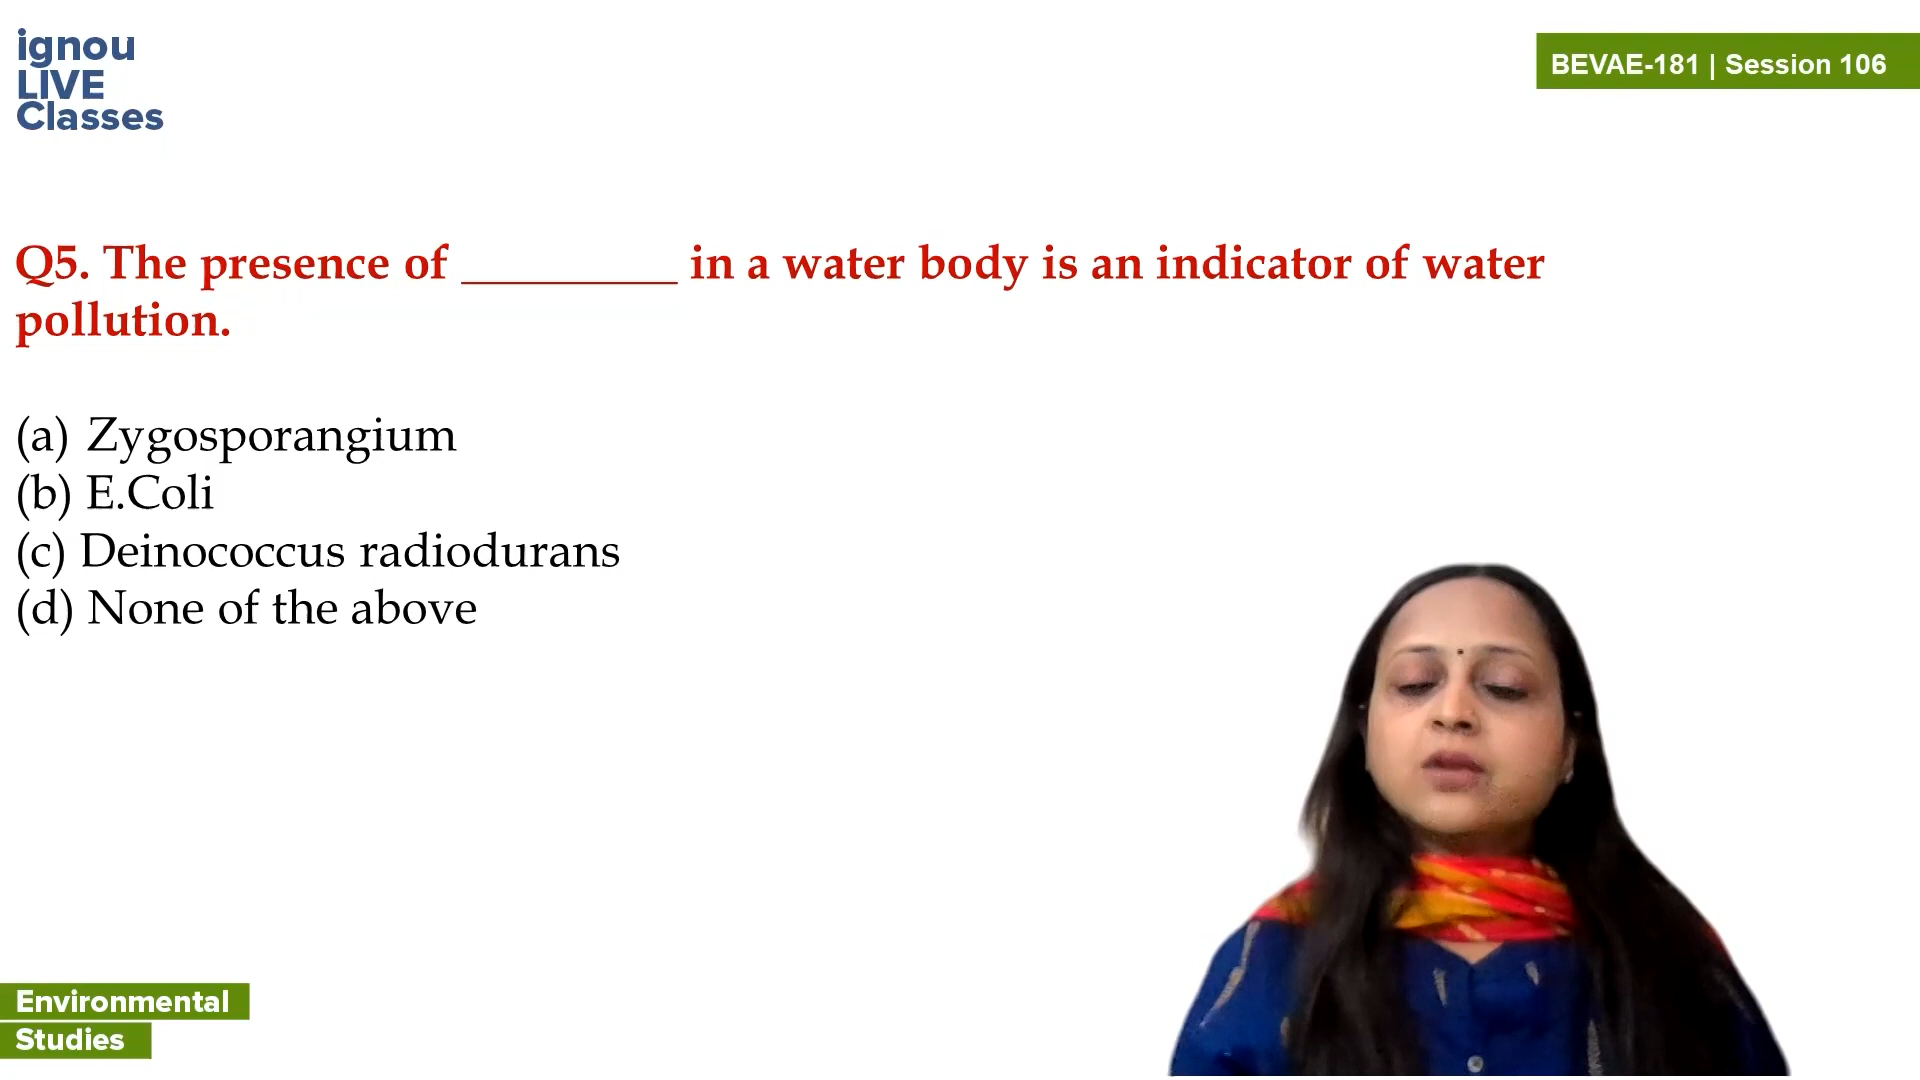 ignou
LIVE
Classes
BEVAE-181 | Session 106
Q5. The presence of _________ in a water body is an indicator of water
pollution.
(a) Zygosporangium
(b) E.Coli
(c) Deinococcus radiodurans
(d) None of the above
Environmental
Studies